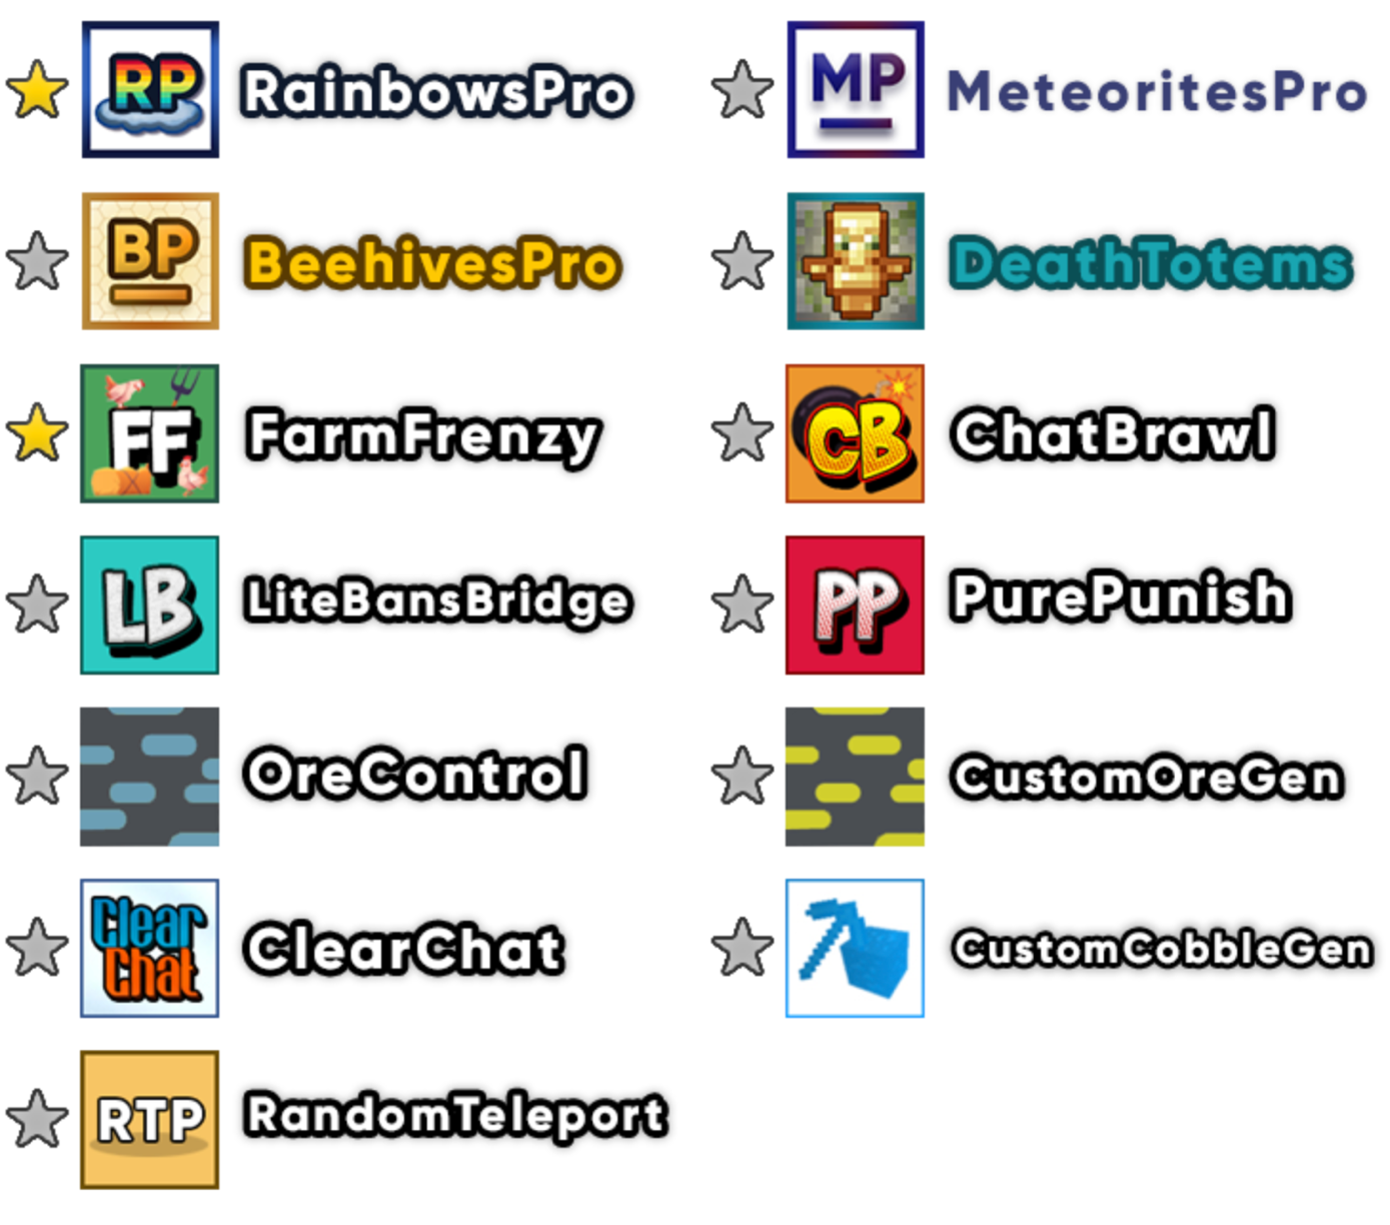 RP RainbowsPro
MP MeteoritesPro
BP BeehivesPro
DeathTotems
FF FarmFrenzy
CB ChatBrawl
LB LiteBansBridge
PP PurePunish
OreControl
CustomOreGen
Clear
Chat
ClearChat
CustomCobbleGen
RTP RandomTeleport